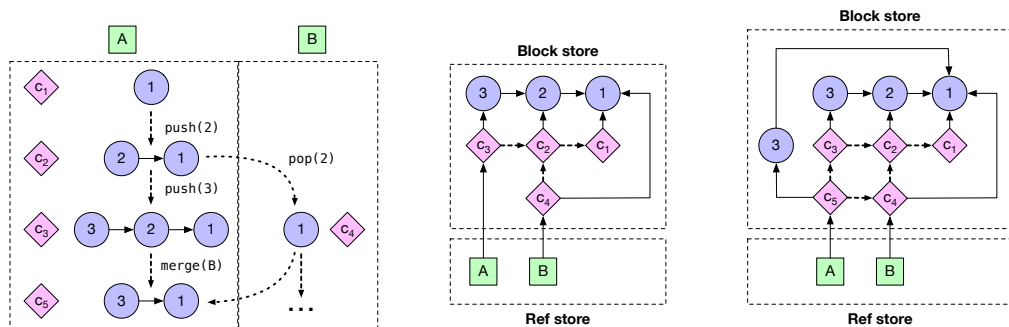 A
B
c1
1
push(2)
c2
2
1
pop(2)
push(3)
c3
3
2
1
1
c4
merge(B)
c5
3
1
...
Block store
3
2
1
c3
c2
c1
c4
A
B
Ref store
Block store
3
2
1
3
c3
c2
c1
c5
c4
A
B
Ref store